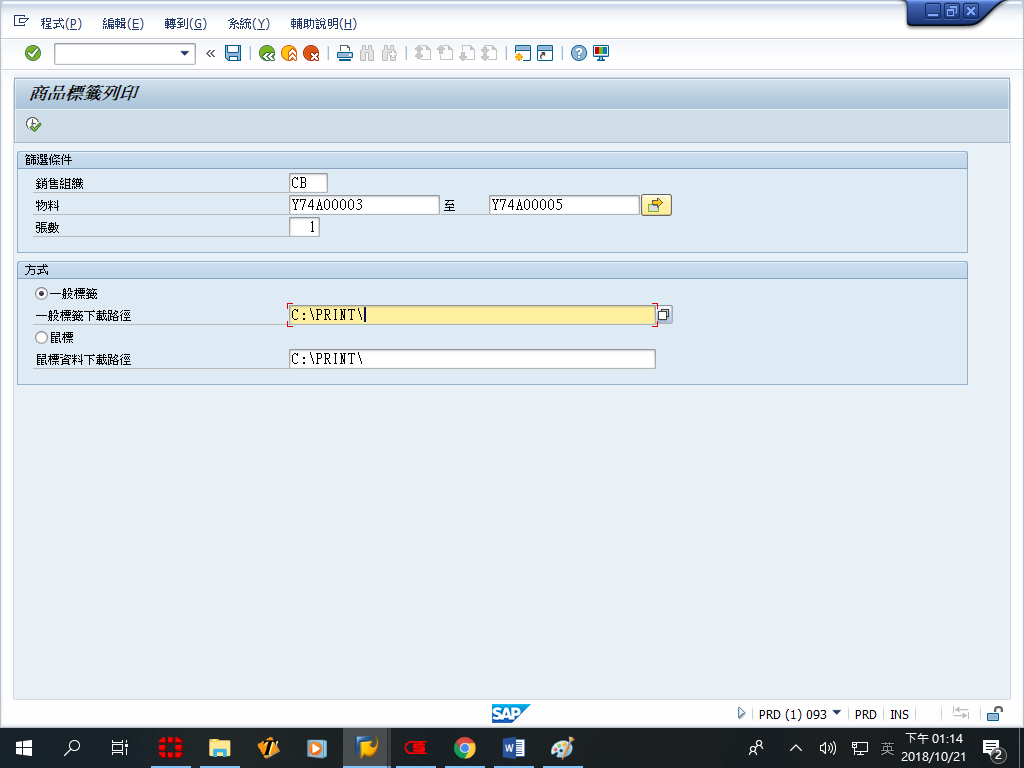 程式(P) 編輯(E) 轉到(G) 系統(Y) 輔助說明(H)
商品標籤列印
篩選條件
銷售組織 CB
物料 Y74A00003 至 Y74A00005
張數 1
方式
一般標籤
一般標籤下載路徑 C:\PRINT\
鼠標
鼠標資料下載路徑 C:\PRINT\
SAP PRD (1) 093 PRD INS
英 下午 01:14
2018/10/21
2